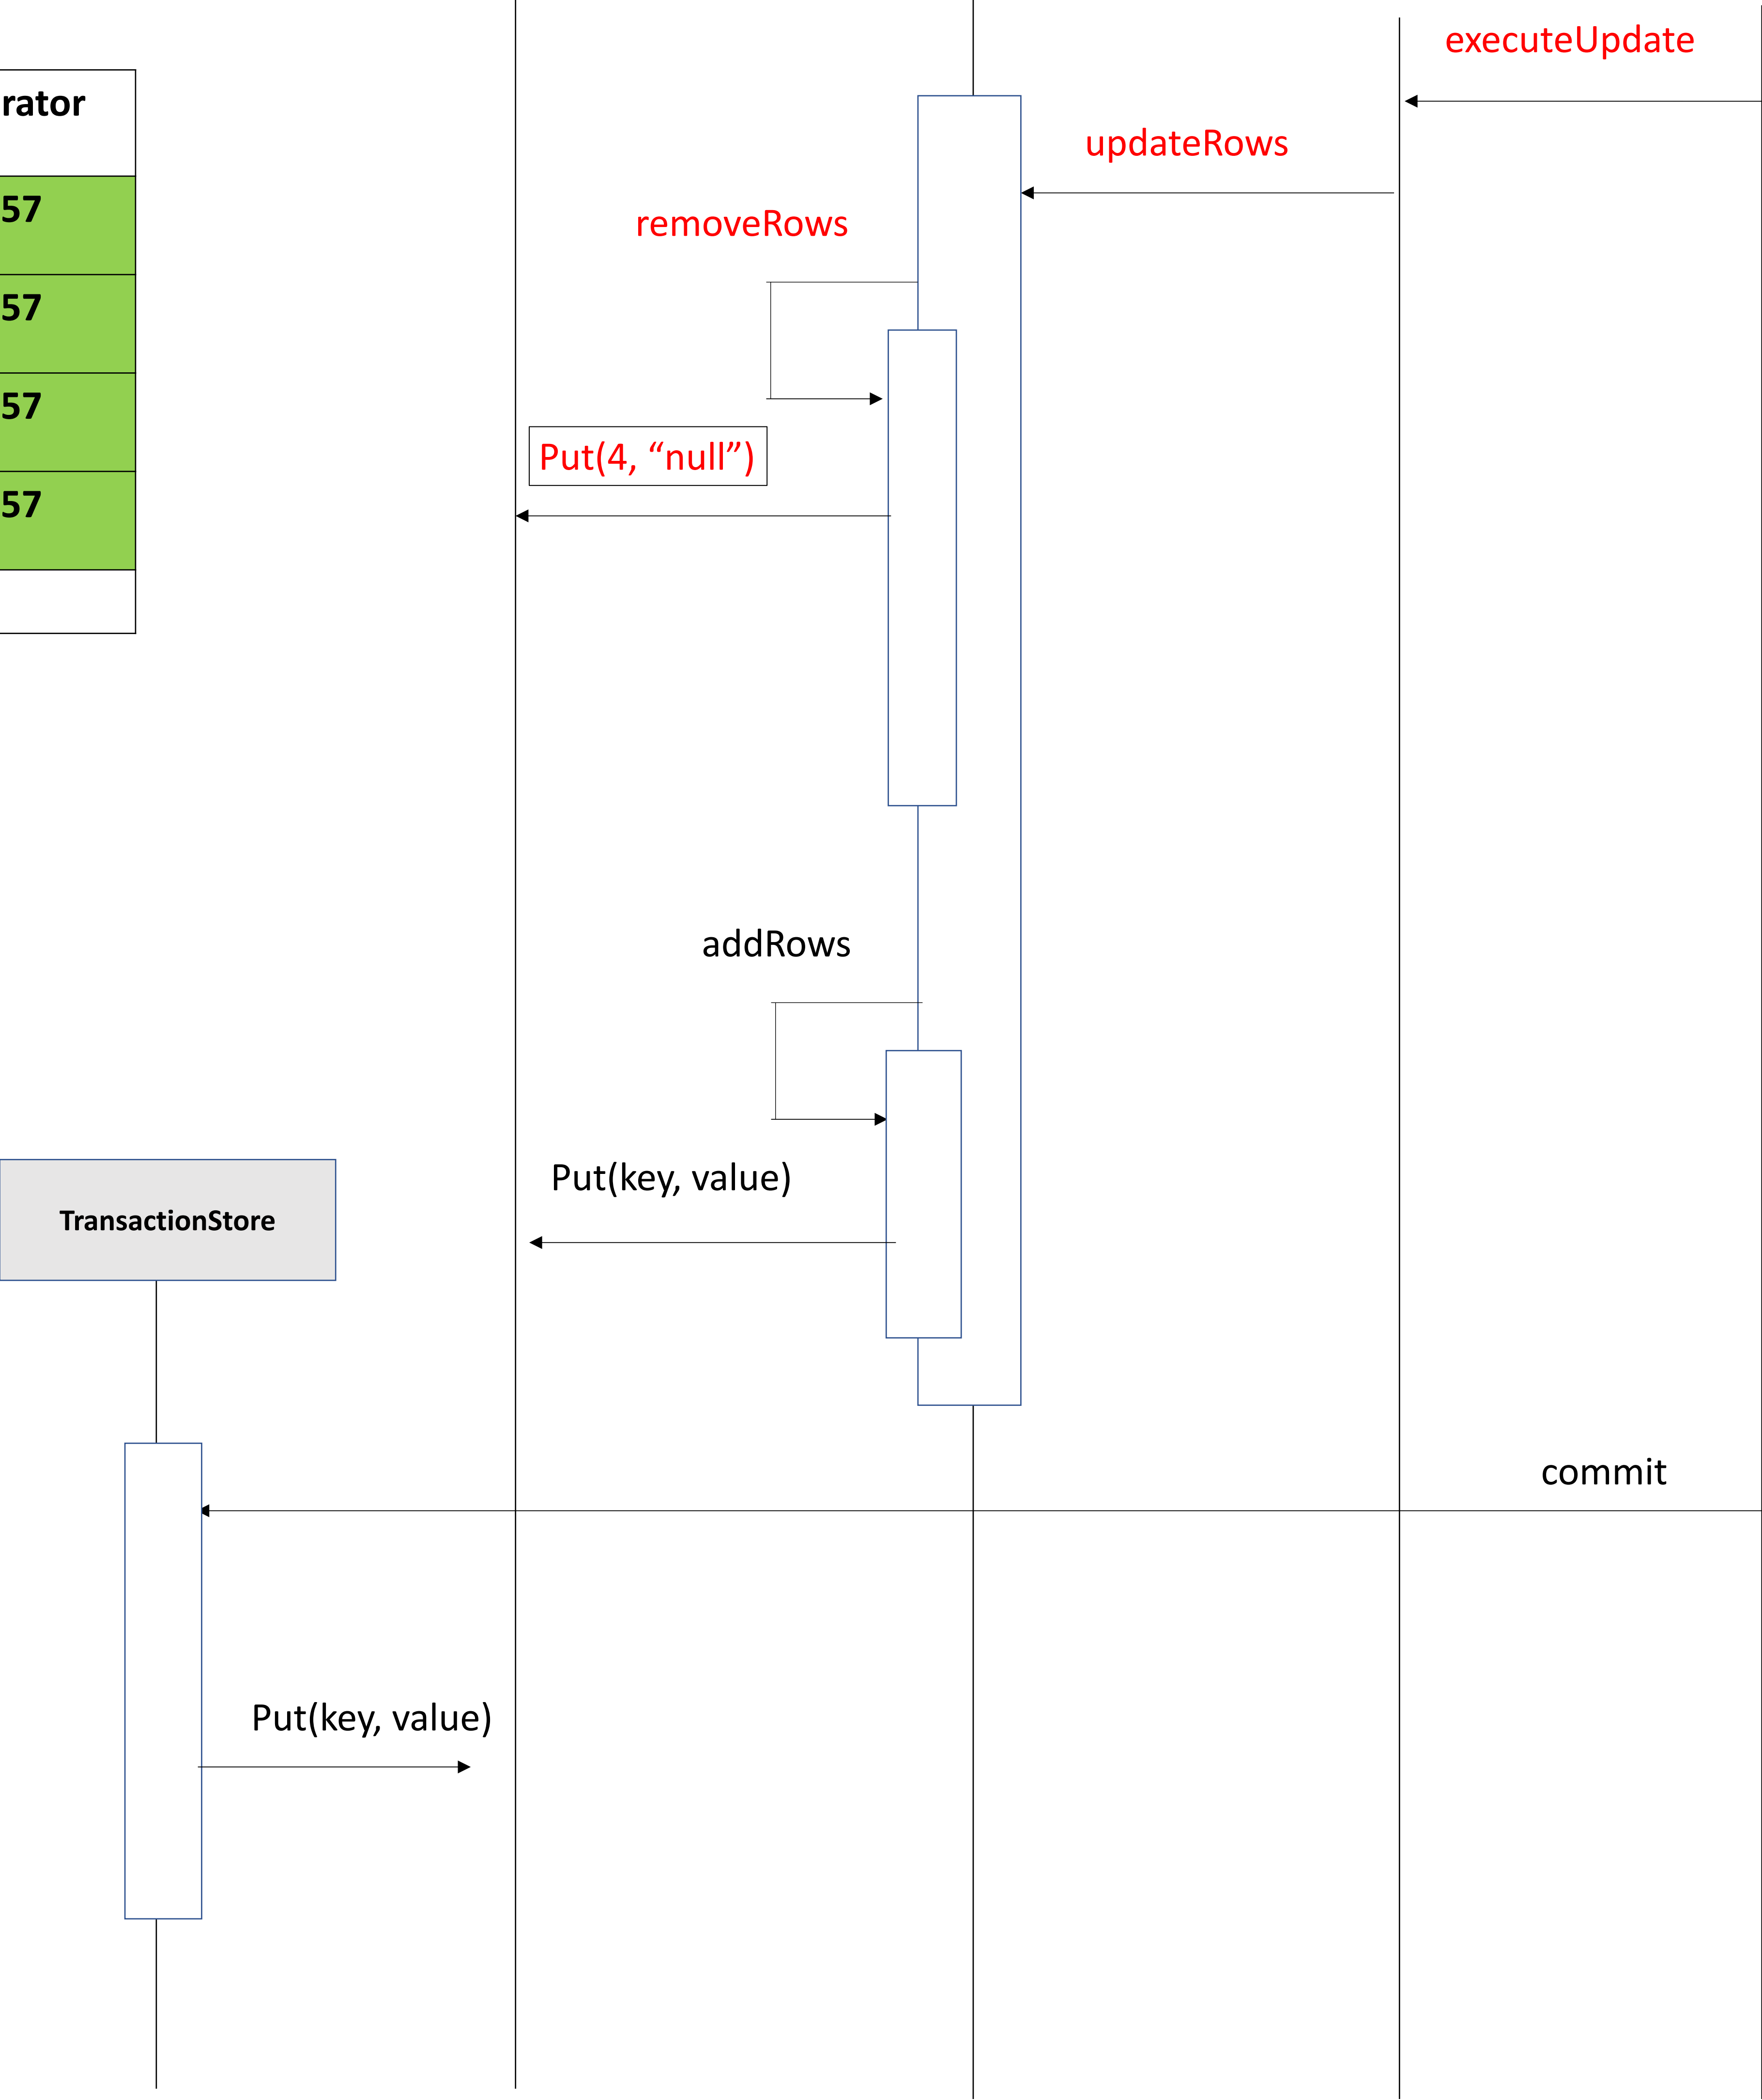 executeUpdate
rator
updateRows
57
removeRows
57
57
Put(4, “null”)
57
addRows
Put(key, value)
TransactionStore
commit
Put(key, value)